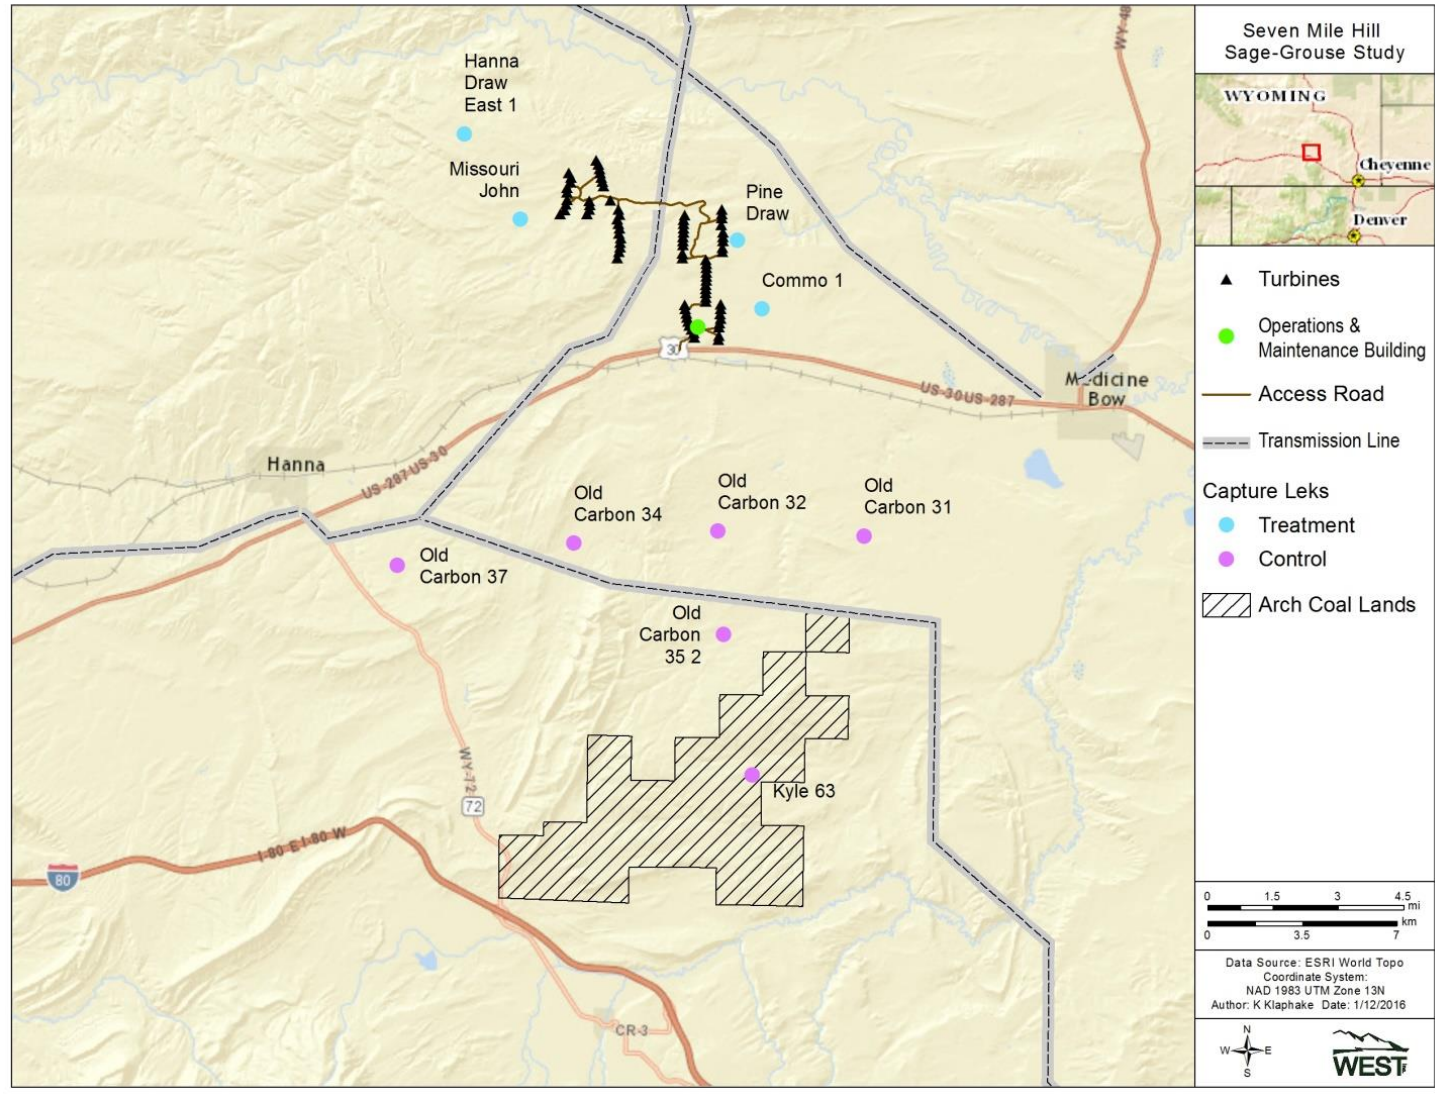 Seven Mile Hill
Sage-Grouse Study
WYOMING
Cheyenne
Denver
Turbines
Operations &
Maintenance Building
Access Road
Transmission Line
Capture Leks
Treatment
Control
Arch Coal Lands
0 1.5 3 4.5
mi
km
0 3.5 7
Data Source: ESRI World Topo
Coordinate System:
NAD 1983 UTM Zone 13N
Author: K Klaphake Date: 1/12/2016
N
W E
S
WEST
Hanna
Draw
East 1
Missouri
John
Pine
Draw
Commo 1
30
US-30US-287
Medicine
Bow
Hanna
US-287US-30
Old
Carbon 34
Old
Carbon 32
Old
Carbon 31
Old
Carbon 37
Old
Carbon
35 2
Kyle 63
WY-72
72
I-80 E I-80 W
80
CR-3